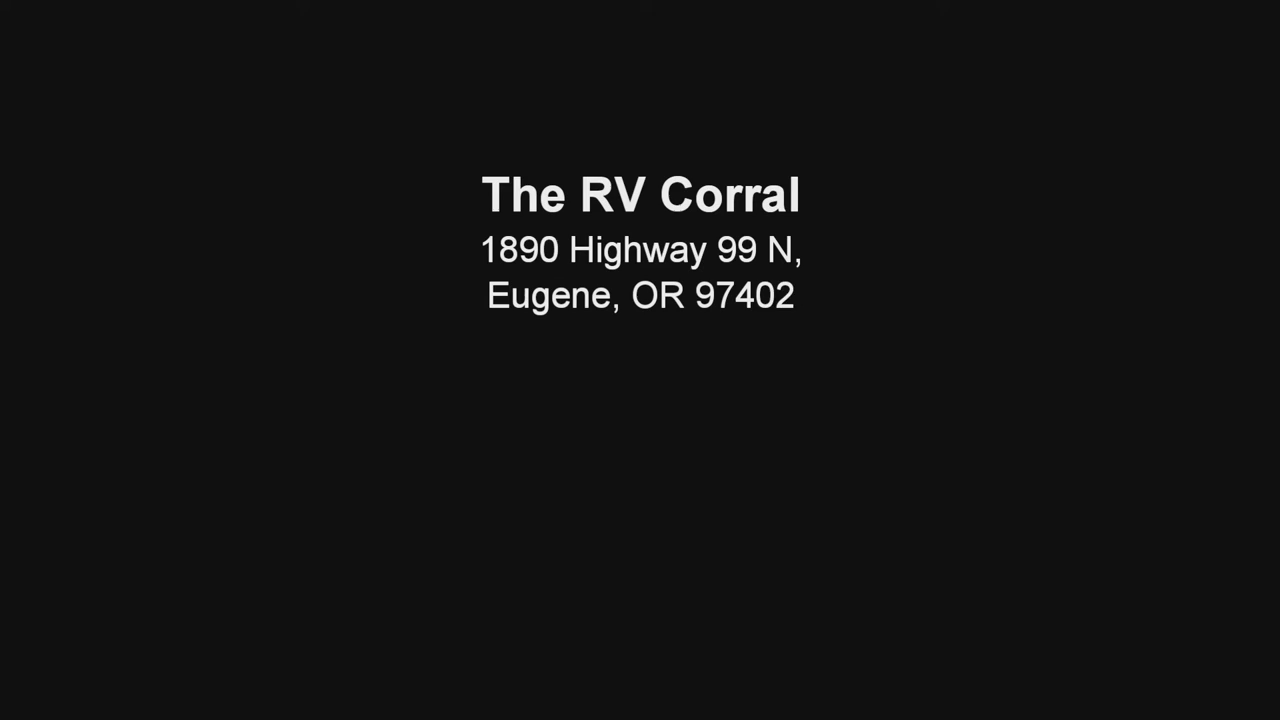 The RV Corral
1890 Highway 99 N,
Eugene, OR 97402